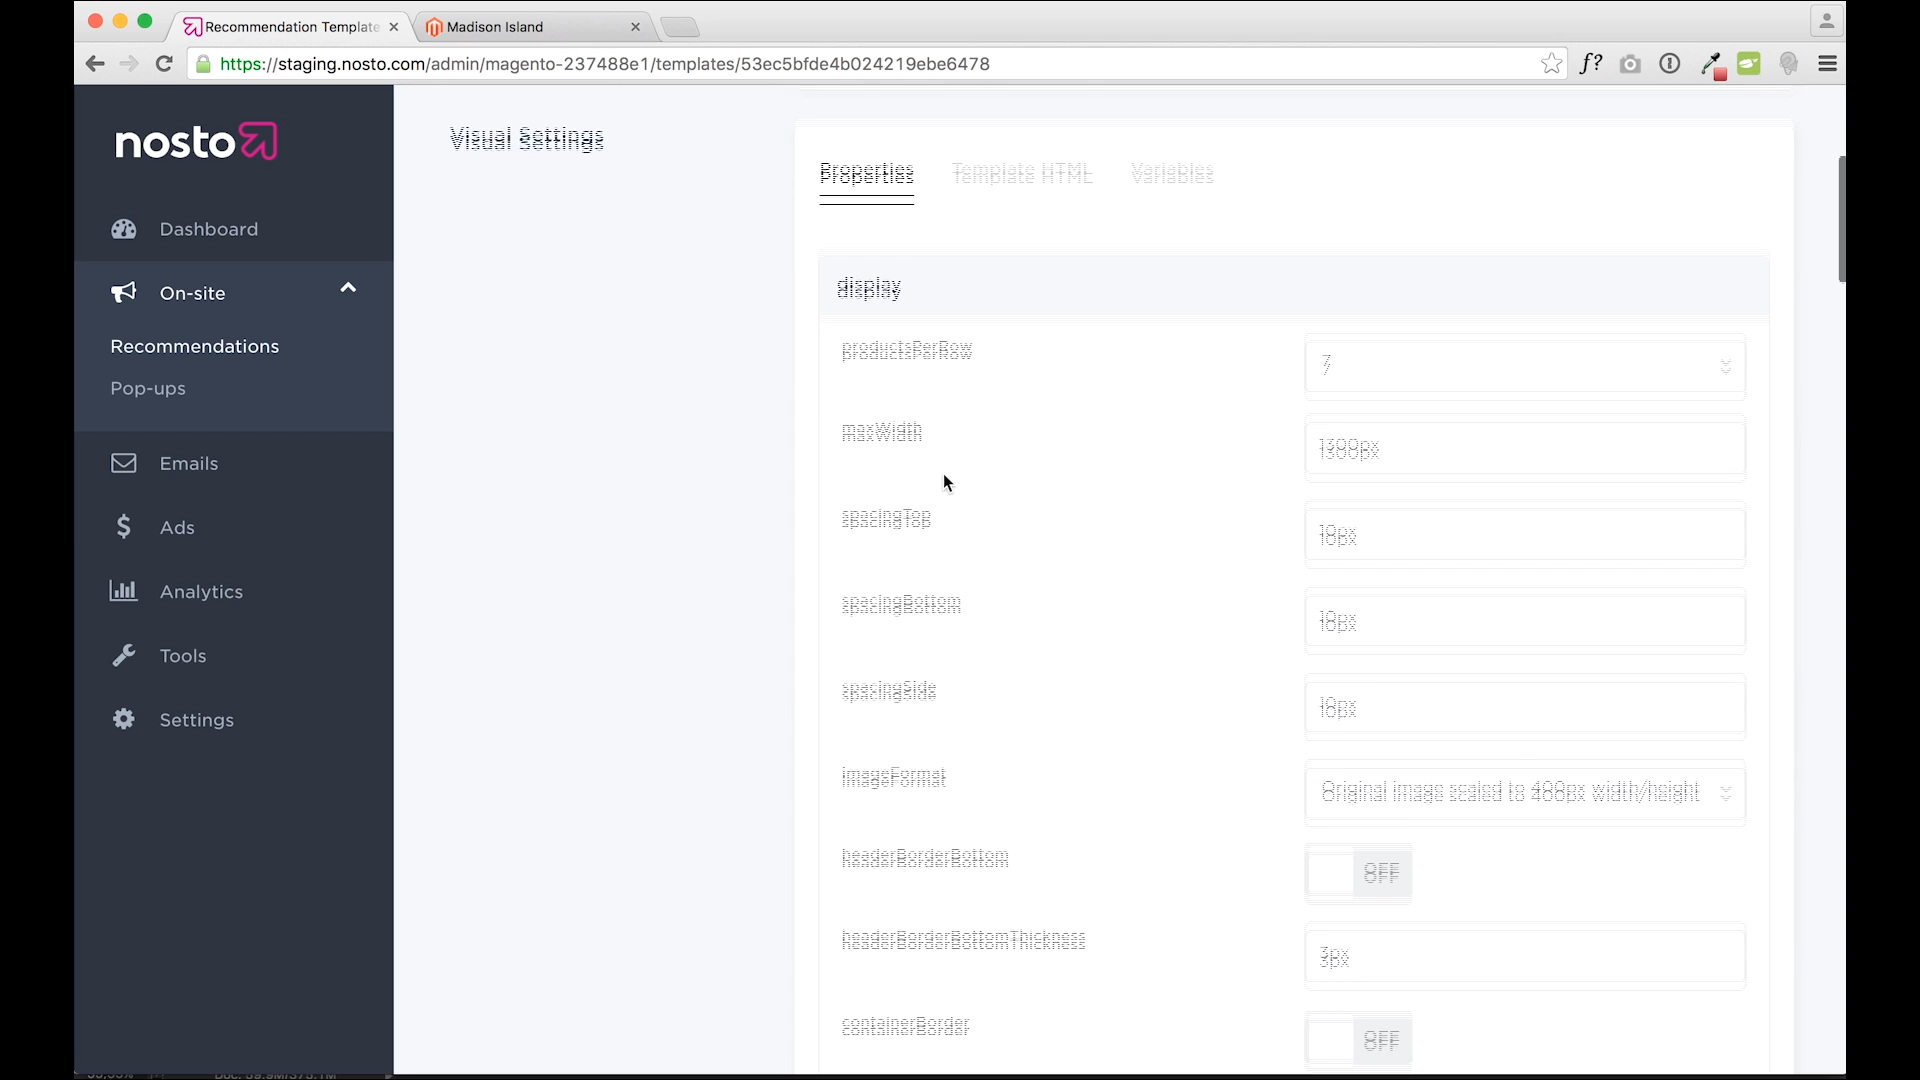 Recommendation Template
Madison Island
https://staging.nosto.com/admin/magento-237488e1/templates/53ec5bfde4b024219ebe6478
f?
nosto
Dashboard
On-site
Recommendations
Pop-ups
Emails
Ads
Analytics
Tools
Settings
Visual Settings
Properties Template HTML Variables
display
productsPerRow 7
maxWidth 1300px
spacingTop 10px
spacingBottom 10px
spacingSide 10px
imageFormat Original image scaled to 400px width/height
headerBorderBottom OFF
headerBorderBottomThickness 3px
containerBorder OFF